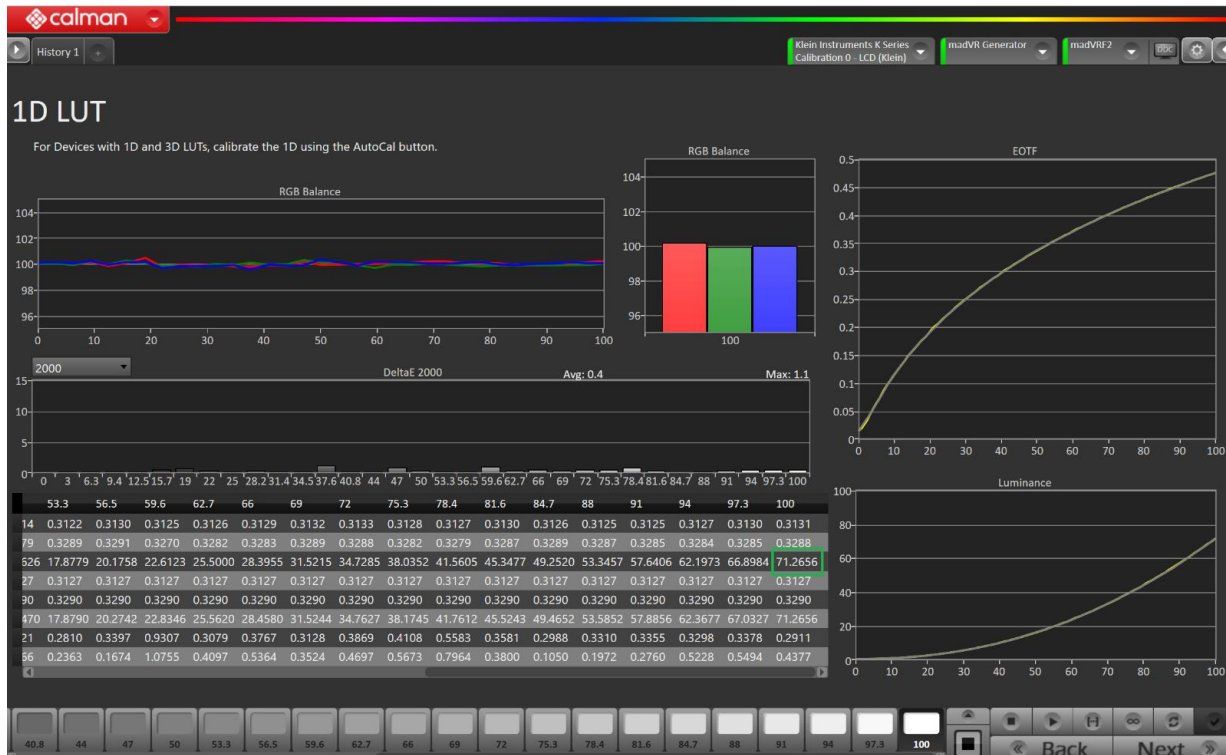 calman
History 1
Klein Instruments K Series
Calibration 0 - LCD (Klein)
madVR Generator
madVRF2
DDC
1D LUT
For Devices with 1D and 3D LUTs, calibrate the 1D using the AutoCal button.
RGB Balance
104
102
100
98
96
0 10 20 30 40 50 60 70 80 90 100
RGB Balance
104
102
100
98
96
100
EOTF
0.5
0.45
0.4
0.35
0.3
0.25
0.2
0.15
0.1
0.05
0
0 10 20 30 40 50 60 70 80 90 100
2000
DeltaE 2000
Avg: 0.4
Max: 1.1
15
10
5
0
0 3 6.3 9.4 12.5 15.7 19 22 25 28.2 31.4 34.5 37.6 40.8 44 47 50 53.3 56.5 59.6 62.7 66 69 72 75.3 78.4 81.6 84.7 88 91 94 97.3 100
53.3 56.5 59.6 62.7 66 69 72 75.3 78.4 81.6 84.7 88 91 94 97.3 100
14 0.3122 0.3130 0.3125 0.3126 0.3129 0.3132 0.3133 0.3128 0.3127 0.3130 0.3126 0.3125 0.3125 0.3127 0.3130 0.3131
79 0.3289 0.3291 0.3270 0.3282 0.3283 0.3289 0.3288 0.3282 0.3279 0.3287 0.3289 0.3287 0.3285 0.3284 0.3285 0.3288
626 17.8779 20.1758 22.6123 25.5000 28.3955 31.5215 34.7285 38.0352 41.5605 45.3477 49.2520 53.3457 57.6406 62.1973 66.8984 71.2656
27 0.3127 0.3127 0.3127 0.3127 0.3127 0.3127 0.3127 0.3127 0.3127 0.3127 0.3127 0.3127 0.3127 0.3127 0.3127 0.3127
90 0.3290 0.3290 0.3290 0.3290 0.3290 0.3290 0.3290 0.3290 0.3290 0.3290 0.3290 0.3290 0.3290 0.3290 0.3290 0.3290
470 17.8790 20.2742 22.8346 25.5620 28.4580 31.5244 34.7627 38.1745 41.7612 45.5243 49.4652 53.5852 57.8856 62.3677 67.0327 71.2656
21 0.2810 0.3397 0.9307 0.3079 0.3767 0.3128 0.3869 0.4108 0.5583 0.3581 0.2988 0.3310 0.3355 0.3298 0.3378 0.2911
56 0.2363 0.1674 1.0755 0.4097 0.5364 0.3524 0.4697 0.5673 0.7964 0.3800 0.1050 0.1972 0.2760 0.5228 0.5494 0.4377
Luminance
100
80
60
40
20
0
0 10 20 30 40 50 60 70 80 90 100
40.8 44 47 50 53.3 56.5 59.6 62.7 66 69 72 75.3 78.4 81.6 84.7 88 91 94 97.3 100
Back
Next